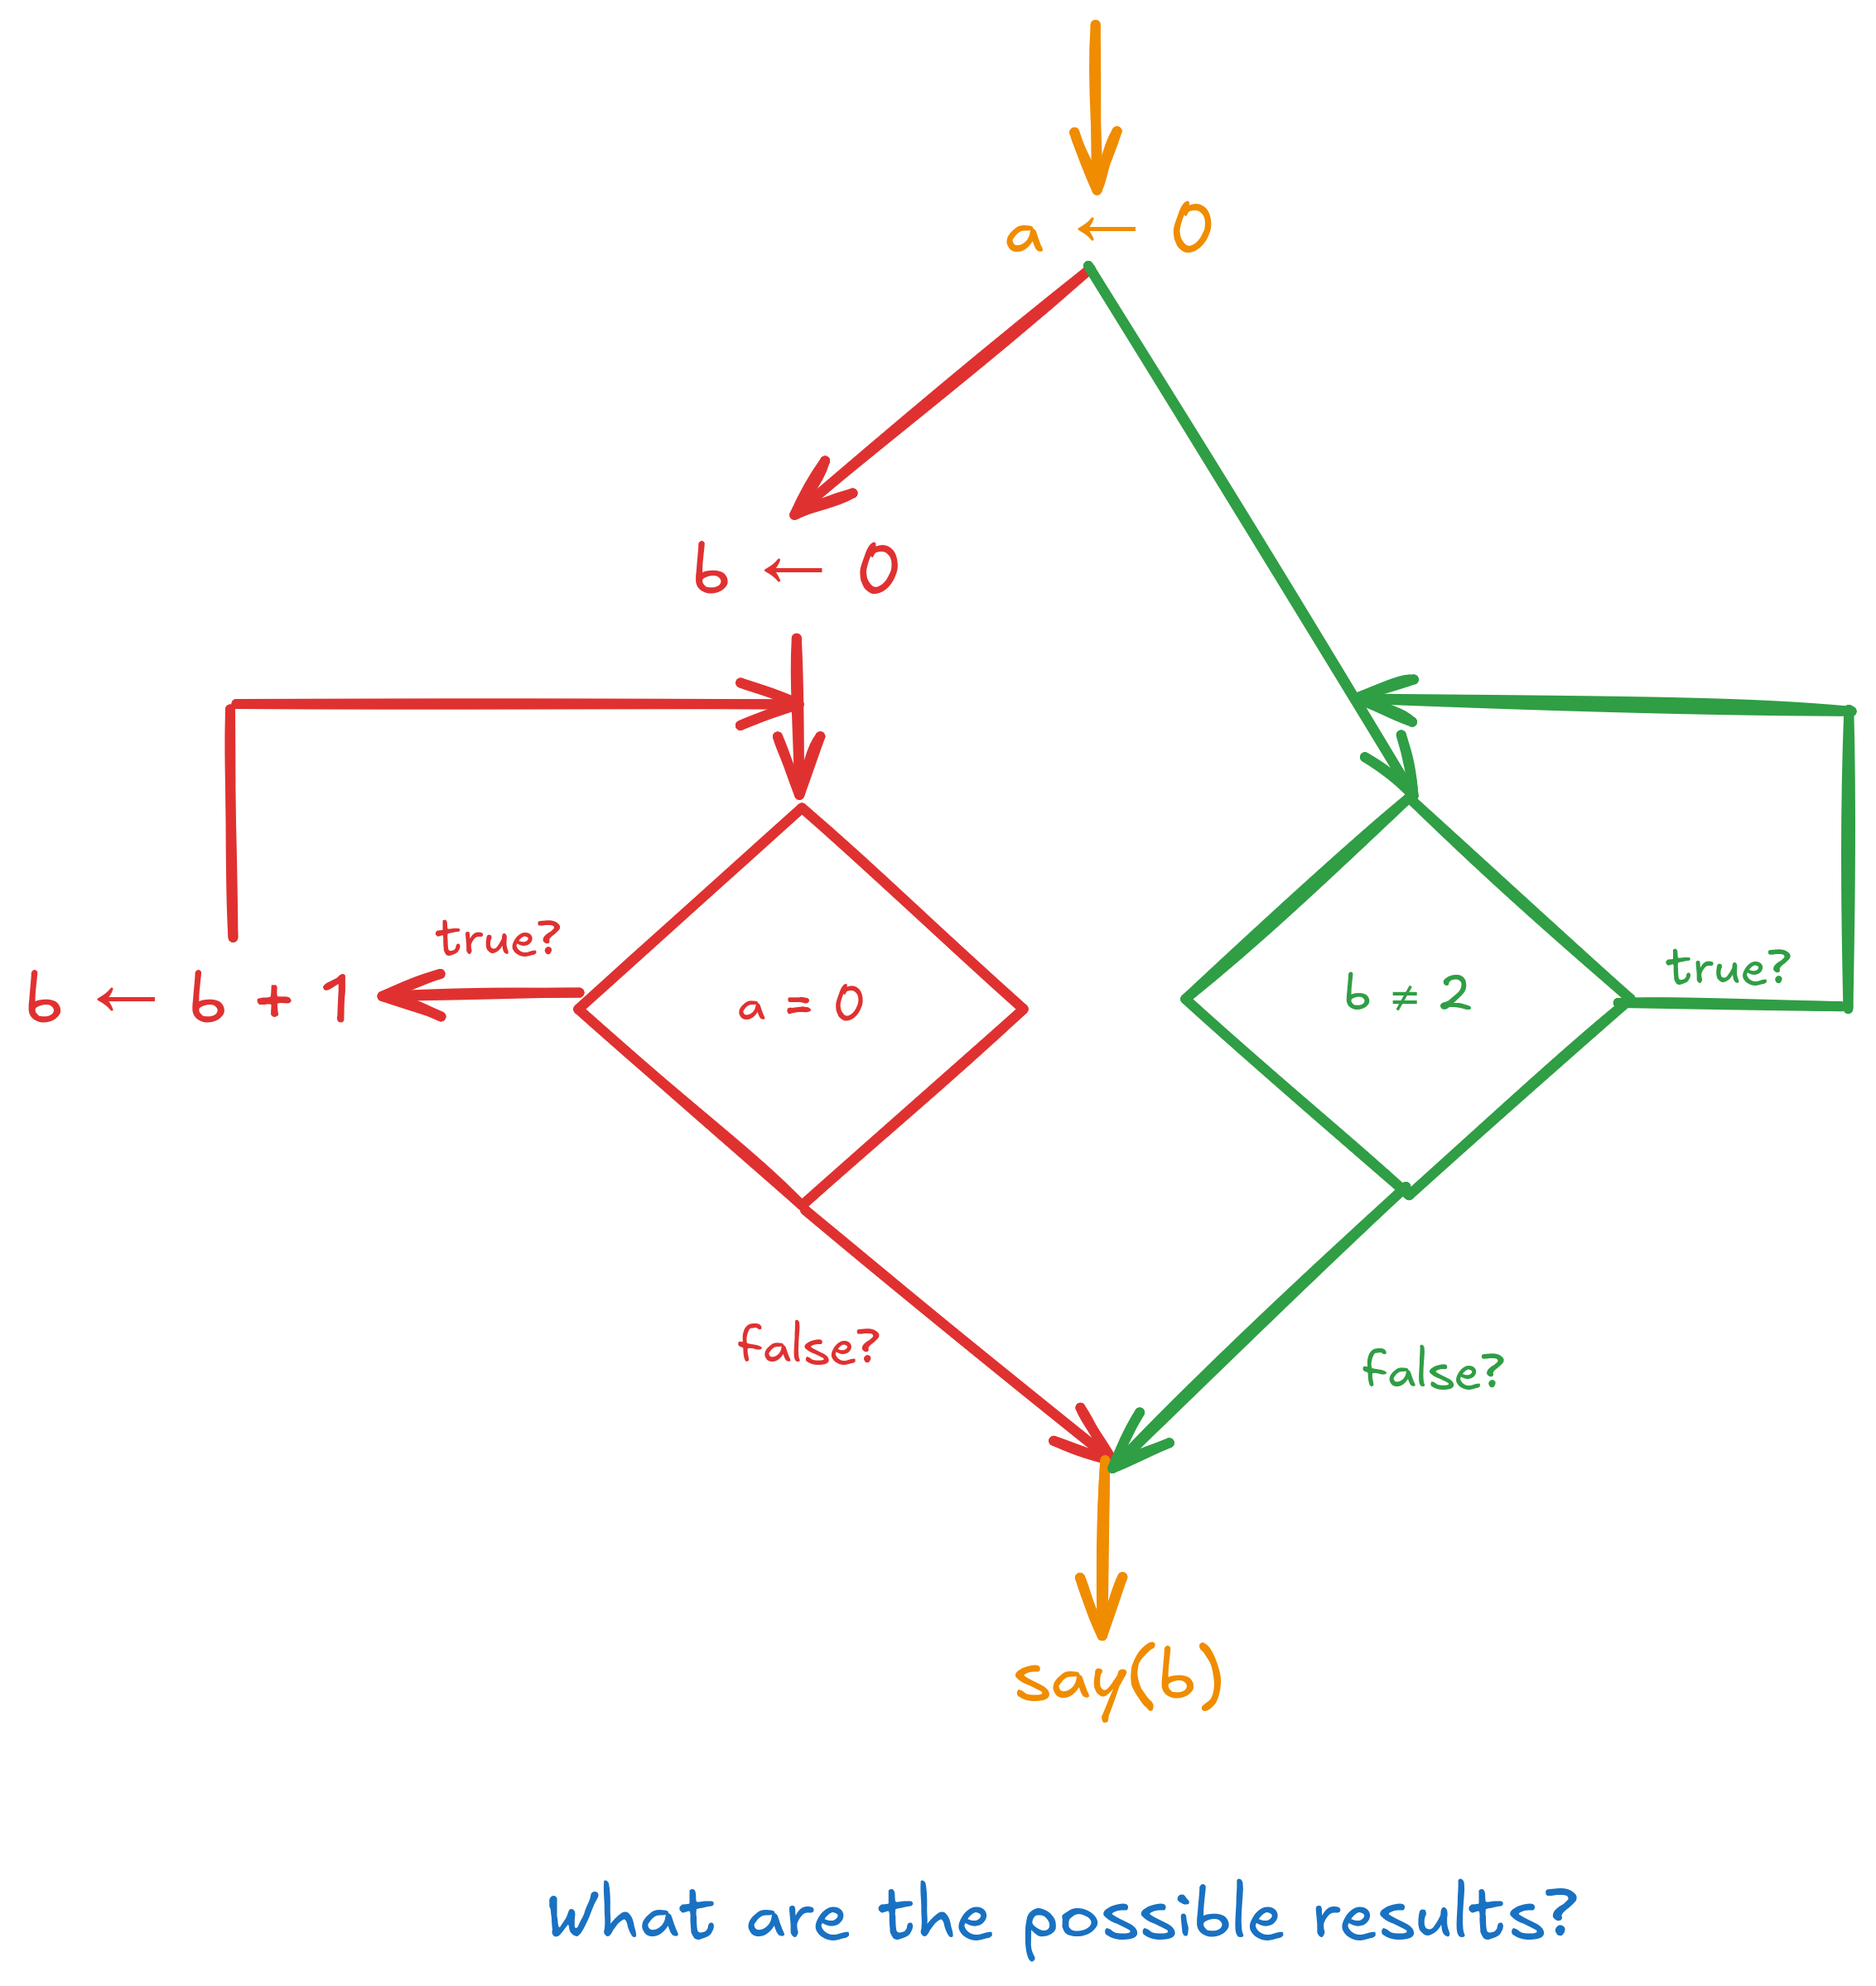 a ← 0
b ← 0
true?
b ← b + 1
a = 0
b ≠ 2
true?
false?
false?
say(b)
What are the possible results?